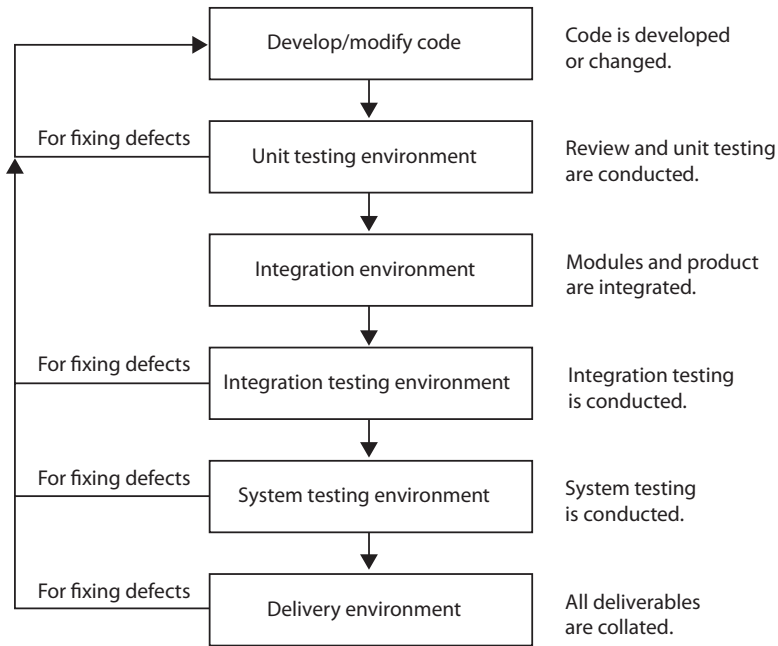 Develop/modify code
Code is developed
or changed.
For fixing defects
Unit testing environment
Review and unit testing
are conducted.
Integration environment
Modules and product
are integrated.
For fixing defects
Integration testing environment
Integration testing
is conducted.
For fixing defects
System testing environment
System testing
is conducted.
For fixing defects
Delivery environment
All deliverables
are collated.